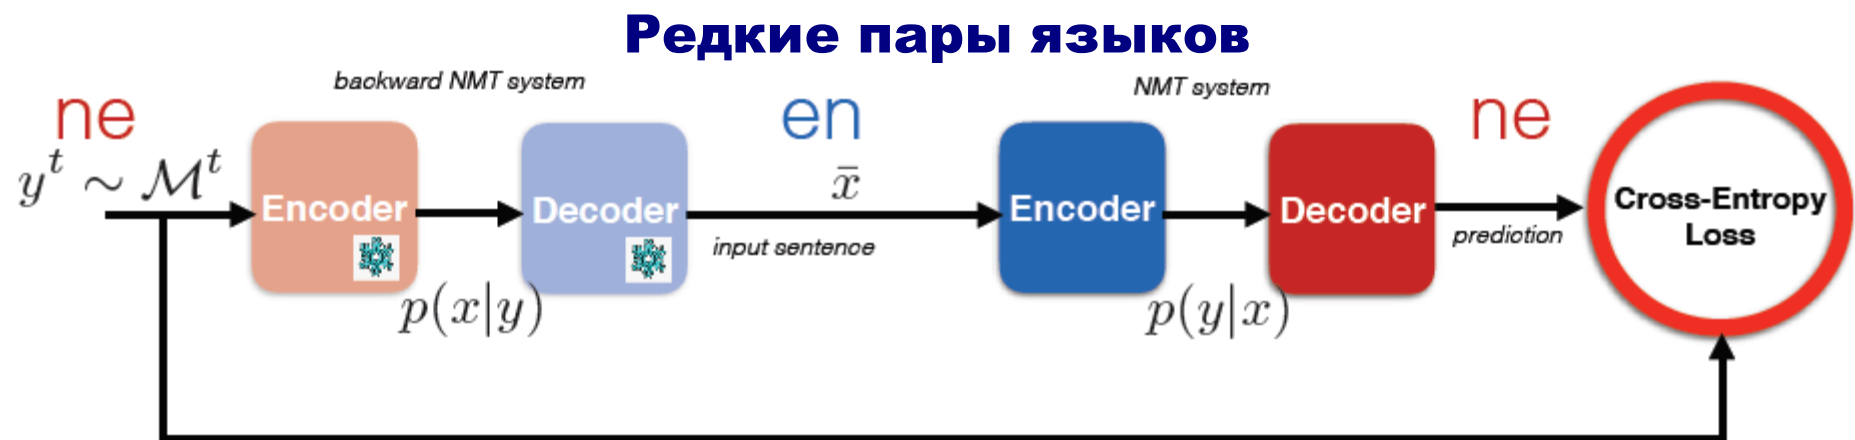 Редкие пары языков
backward NMT system
NMT system
ne
en
ne
y^t ∼ M^t
x̄
Encoder
Decoder
Encoder
Decoder
Cross-Entropy
Loss
input sentence
prediction
p(x|y)
p(y|x)